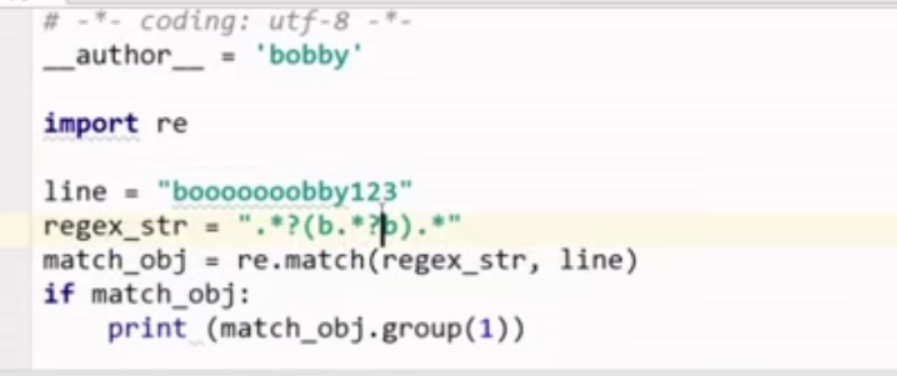 # -*- coding: utf-8 -*-
__author__ = 'bobby'
import re
line = "booooooobby123"
regex_str = ".*?(b.*?b).*"
match_obj = re.match(regex_str, line)
if match_obj:
    print (match_obj.group(1))